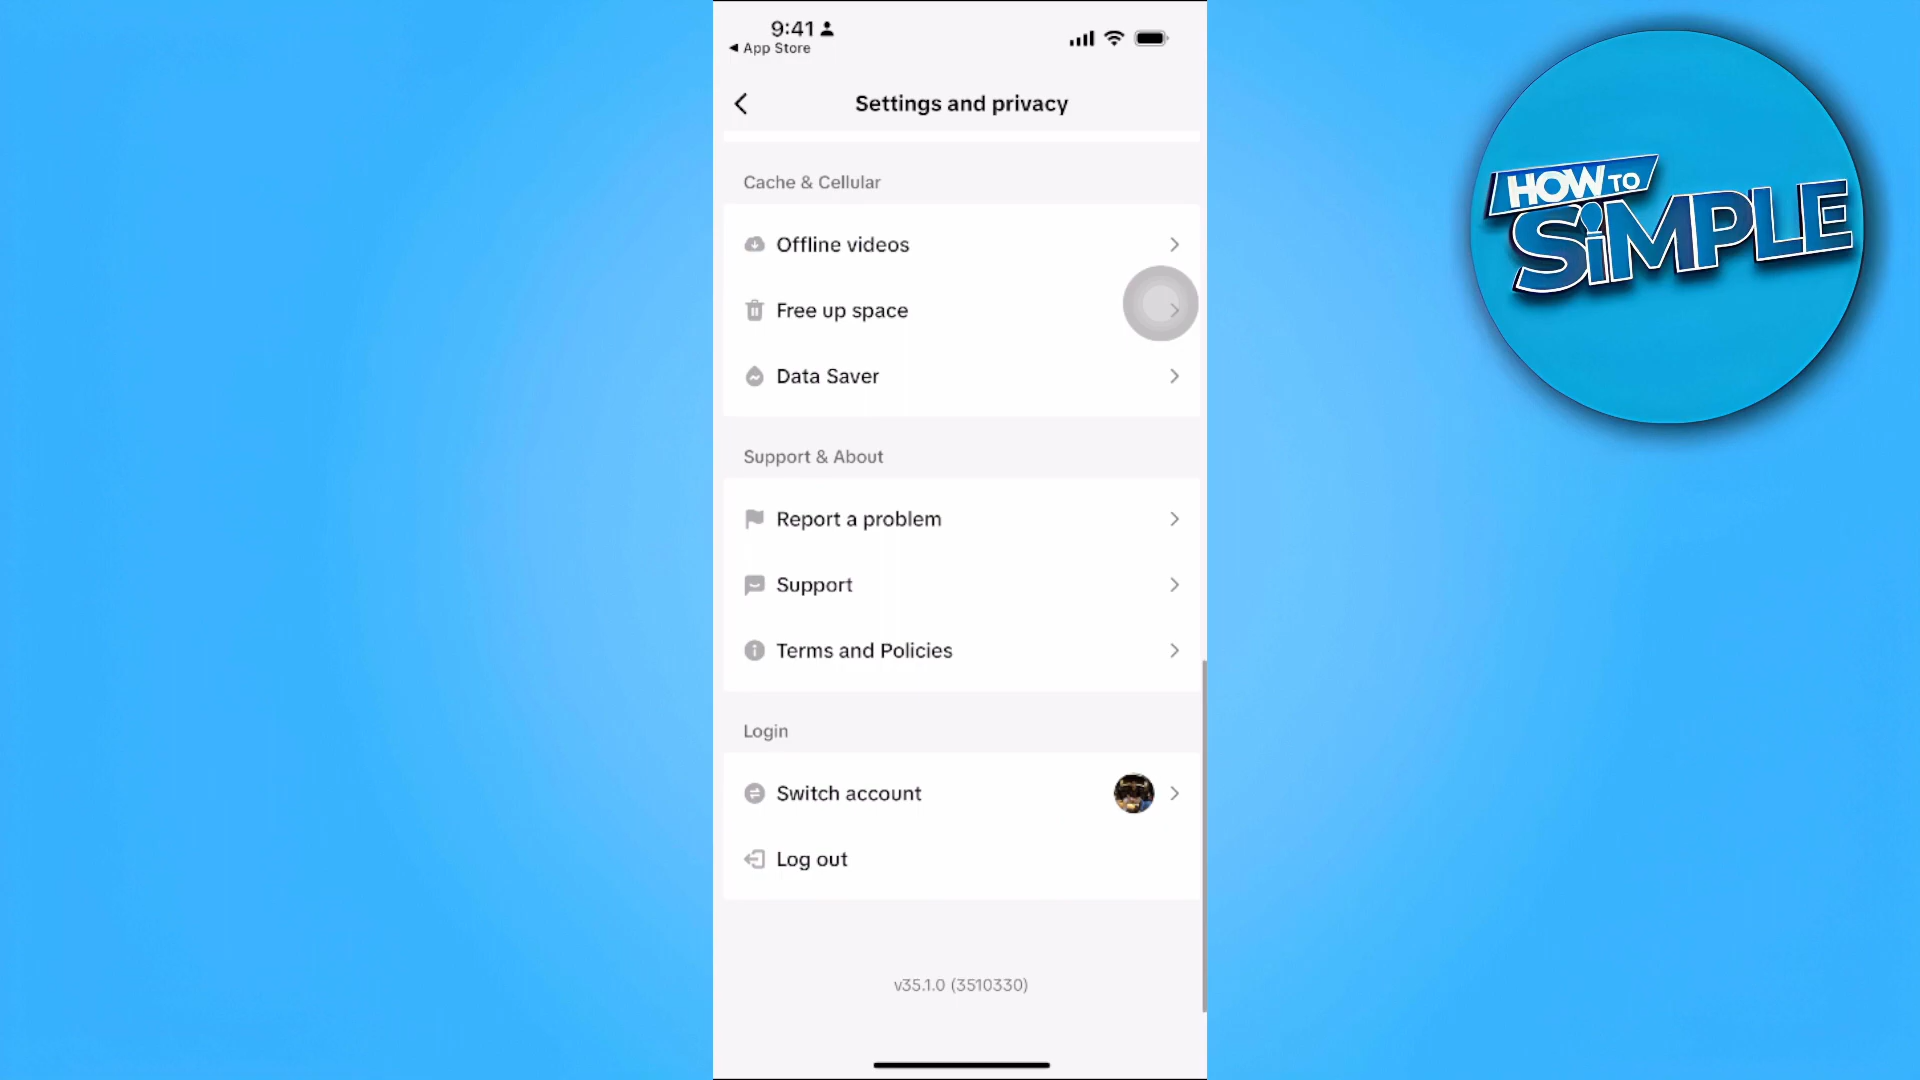 9:41
◀ App Store
Settings and privacy
Cache & Cellular
Offline videos
Free up space
Data Saver
Support & About
Report a problem
Support
Terms and Policies
Login
Switch account
Log out
v35.1.0 (3510330)
HOW TO
SiMPLE